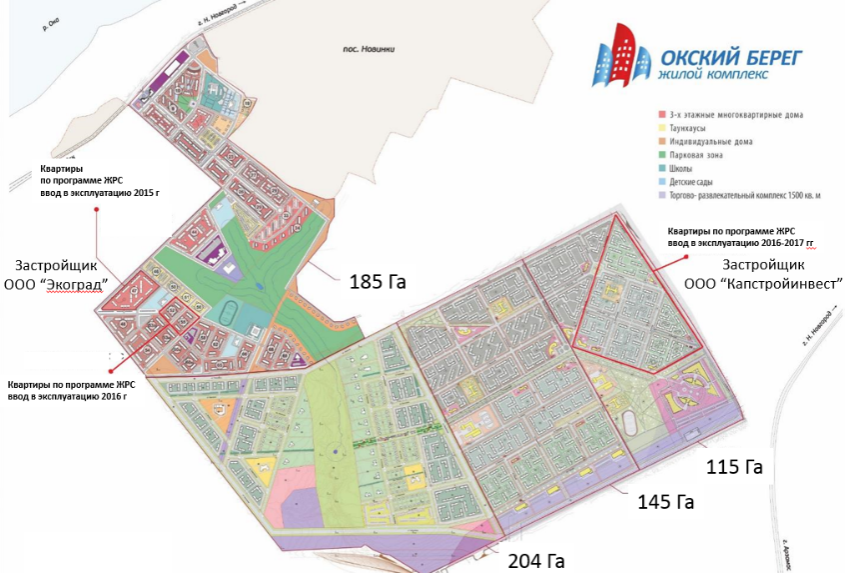 р. Ока
г. Н. Новгород →
пос. Новинки
ОКСКИЙ БЕРЕГ
ЖИЛОЙ КОМПЛЕКС
3-х этажные многоквартирные дома
Таунхаусы
Индивидуальные дома
Парковая зона
Школы
Детские сады
Торгово- развлекательный комплекс 1500 кв. м
Квартиры
по программе ЖРС
ввод в эксплуатацию 2015 г
Застройщик
ООО “Экоград”
Квартиры по программе ЖРС
ввод в эксплуатацию 2016 г
185 Га
Квартиры по программе ЖРС
ввод в эксплуатацию 2016-2017 гг
Застройщик
ООО “Капстройинвест”
г. Н. Новгород →
115 Га
145 Га
204 Га